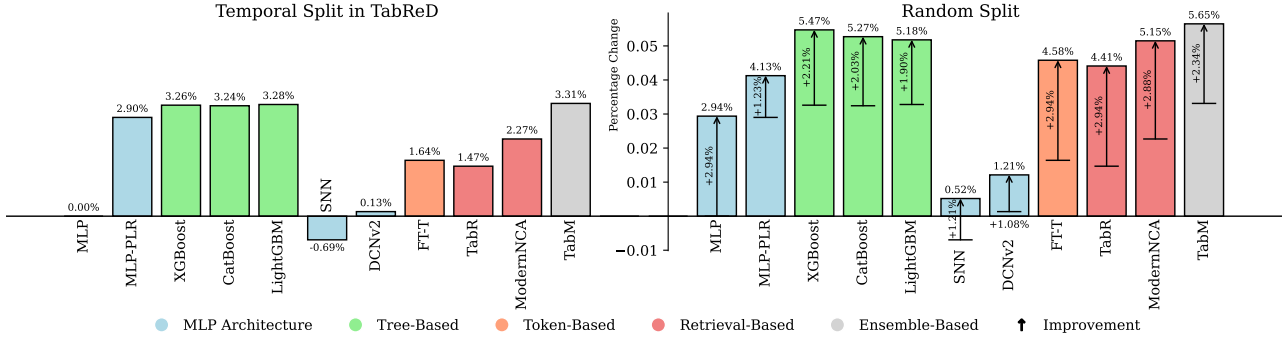 Temporal Split in TabReD
0.00%
2.90%
3.26%
3.24%
3.28%
-0.69%
0.13%
1.64%
1.47%
2.27%
3.31%
MLP
MLP-PLR
XGBoost
CatBoost
LightGBM
SNN
DCNv2
FT-T
TabR
ModernNCA
TabM
Random Split
Percentage Change
0.05
0.04
0.03
0.02
0.01
0.00
−0.01
2.94%
4.13%
5.47%
5.27%
5.18%
0.52%
1.21%
4.58%
4.41%
5.15%
5.65%
+2.94%
+1.23%
+2.21%
+2.03%
+1.90%
+1.21%
+1.08%
+2.94%
+2.94%
+2.88%
+2.34%
MLP
MLP-PLR
XGBoost
CatBoost
LightGBM
SNN
DCNv2
FT-T
TabR
ModernNCA
TabM
MLP Architecture
Tree-Based
Token-Based
Retrieval-Based
Ensemble-Based
Improvement